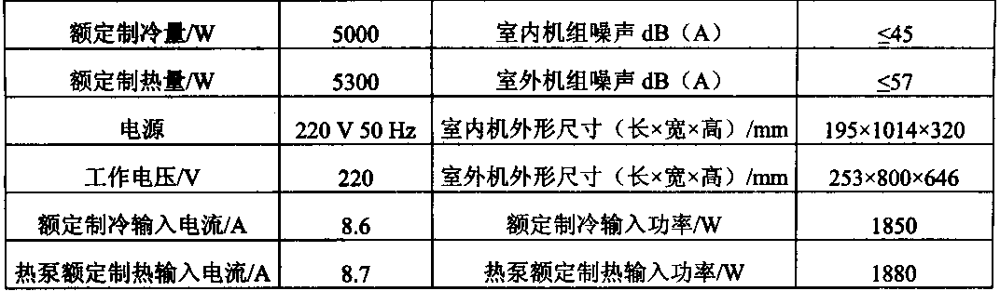 额定制冷量/W 5000 室内机组噪声 dB（A） ≤45
额定制热量/W 5300 室外机组噪声 dB（A） ≤57
电源 220 V 50 Hz 室内机外形尺寸（长×宽×高）/mm 195×1014×320
工作电压/V 220 室外机外形尺寸（长×宽×高）/mm 253×800×646
额定制冷输入电流/A 8.6 额定制冷输入功率/W 1850
热泵额定制热输入电流/A 8.7 热泵额定制热输入功率/W 1880